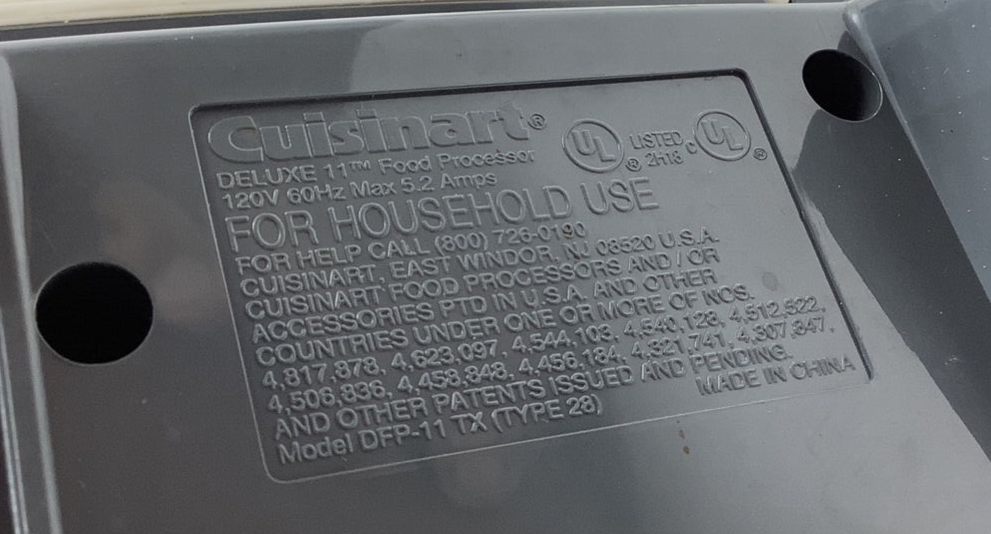 Cuisinart®
DELUXE 11™ Food Processor
120V 60Hz Max 5.2 Amps
UL ® LISTED 2H18 C UL ®
FOR HOUSEHOLD USE
FOR HELP CALL (800) 726-0190
CUISINART, EAST WINDOR, NJ 08520 U.S.A.
CUISINART FOOD PROCESSORS AND / OR
ACCESSORIES PTD IN U.S.A. AND OTHER
COUNTRIES UNDER ONE OR MORE OF NOS.
4,817,878, 4,623,097, 4,544,103, 4,540,128, 4,512,522,
4,506,836, 4,458,848, 4,456,184, 4,321,741, 4,307,847,
AND OTHER PATENTS ISSUED AND PENDING.
Model DFP-11 TX (TYPE 28)
MADE IN CHINA